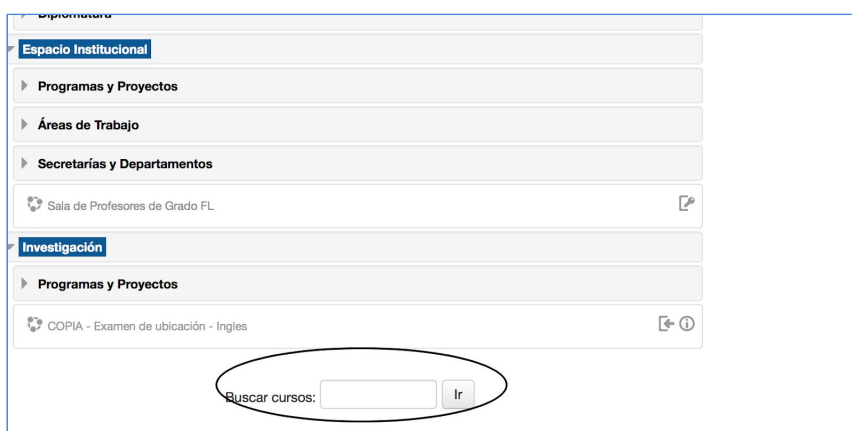 Diplomatura
Espacio Institucional
Programas y Proyectos
Áreas de Trabajo
Secretarías y Departamentos
Sala de Profesores de Grado FL
Investigación
Programas y Proyectos
COPIA - Examen de ubicación - Ingles
Buscar cursos: Ir